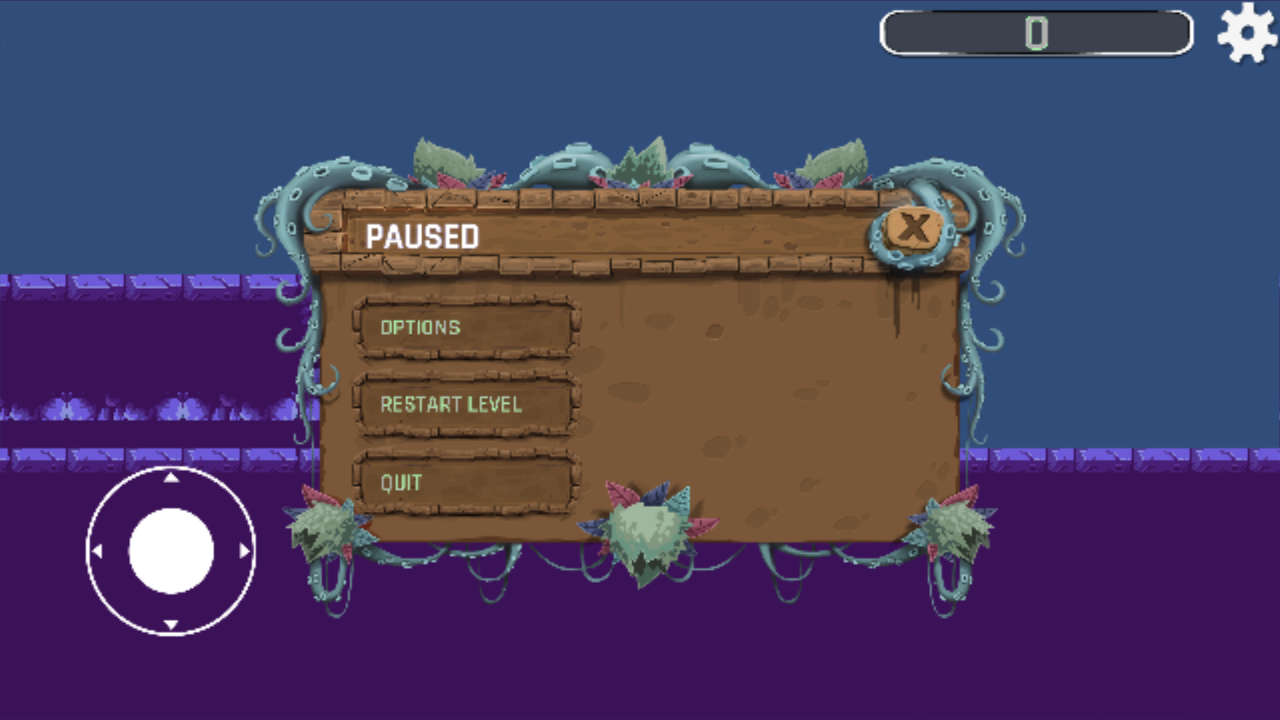 0
PAUSED
X
OPTIONS
RESTART LEVEL
QUIT